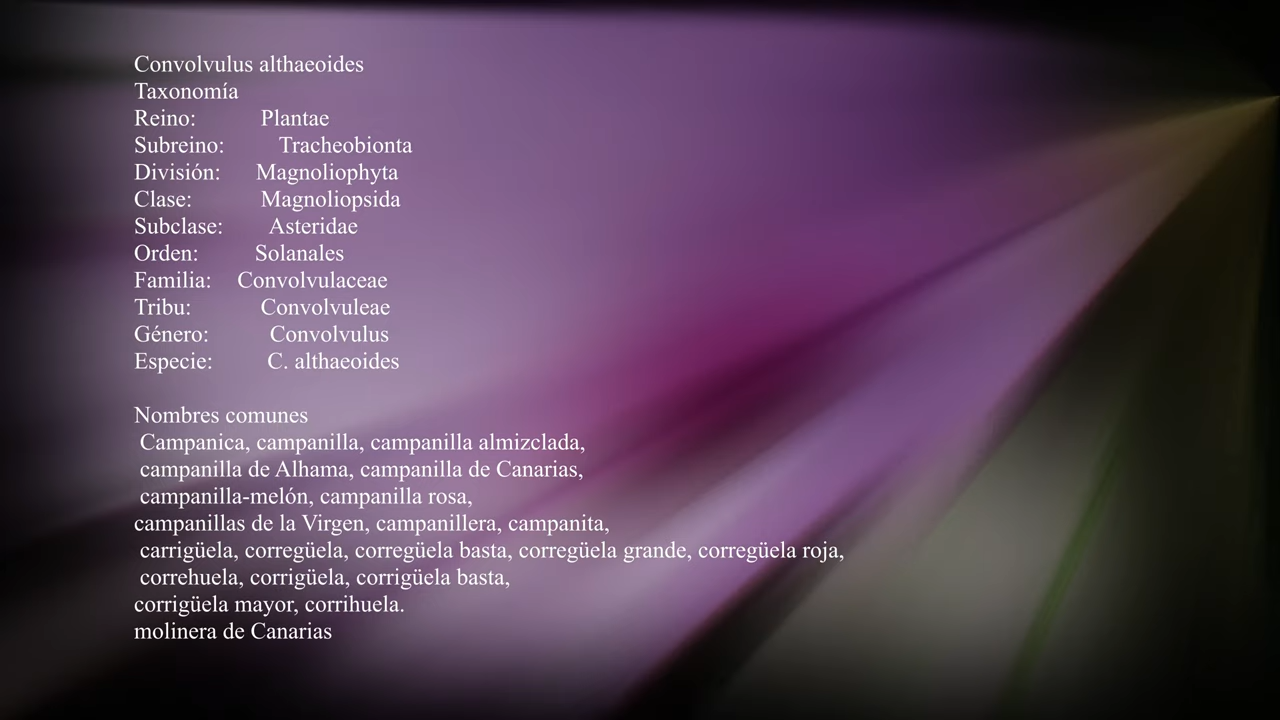 Convolvulus althaeoides
Taxonomía
Reino: Plantae
Subreino: Tracheobionta
División: Magnoliophyta
Clase: Magnoliopsida
Subclase: Asteridae
Orden: Solanales
Familia: Convolvulaceae
Tribu: Convolvuleae
Género: Convolvulus
Especie: C. althaeoides
Nombres comunes
Campanica, campanilla, campanilla almizclada,
campanilla de Alhama, campanilla de Canarias,
campanilla-melón, campanilla rosa,
campanillas de la Virgen, campanillera, campanita,
carrigüela, corregüela, corregüela basta, corregüela grande, corregüela roja,
correhuela, corrigüela, corrigüela basta,
corrigüela mayor, corrihuela.
molinera de Canarias